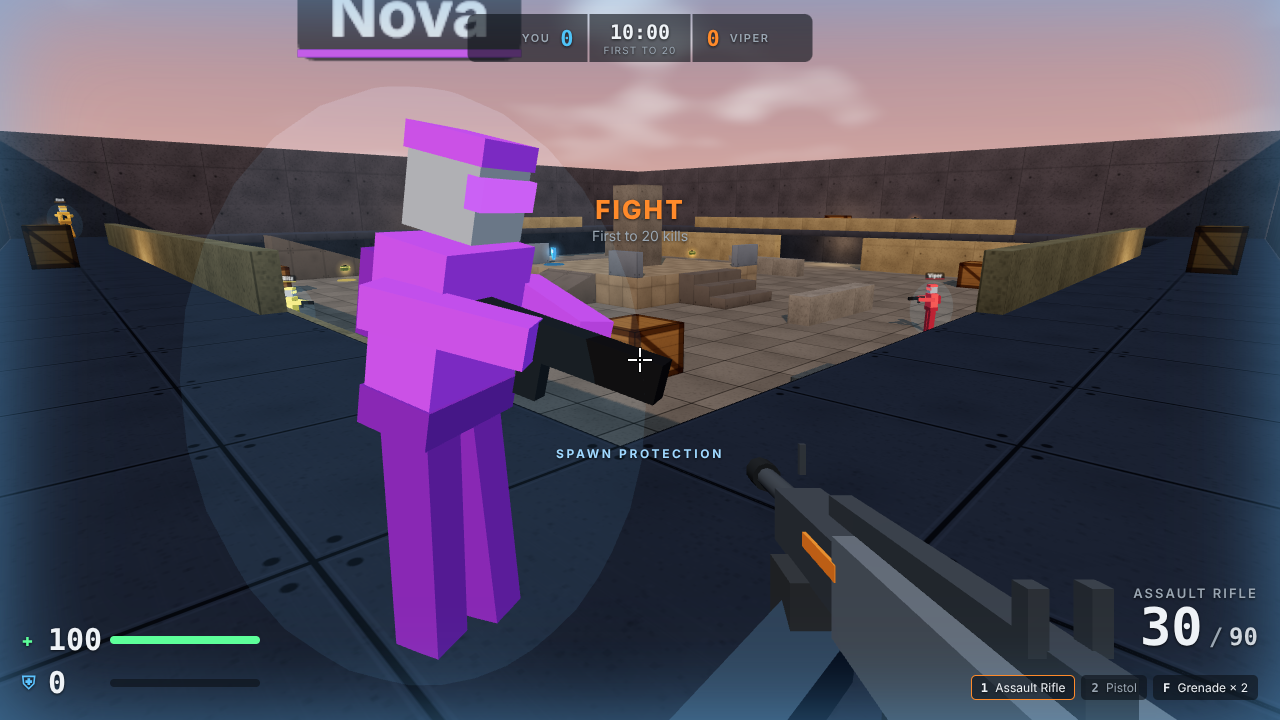 Nova
YOU 0
10:00
FIRST TO 20
0 VIPER
FIGHT
First to 20 kills
Viper
SPAWN PROTECTION
100
0
ASSAULT RIFLE
30 / 90
1 Assault Rifle
2 Pistol
F Grenade × 2